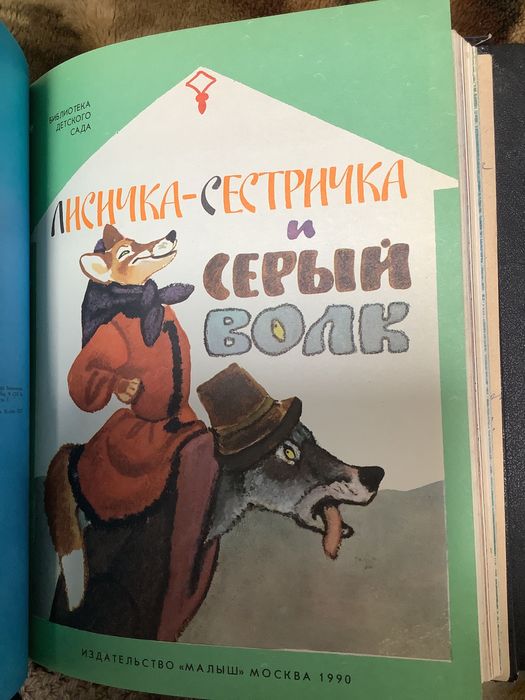 БИБЛИОТЕКА
ДЕТСКОГО
САДА
ЛИСИЧКА-СЕСТРИЧКА
и
СЕРЫЙ
ВОЛК
ИЗДАТЕЛЬСТВО «МАЛЫШ» МОСКВА 1990